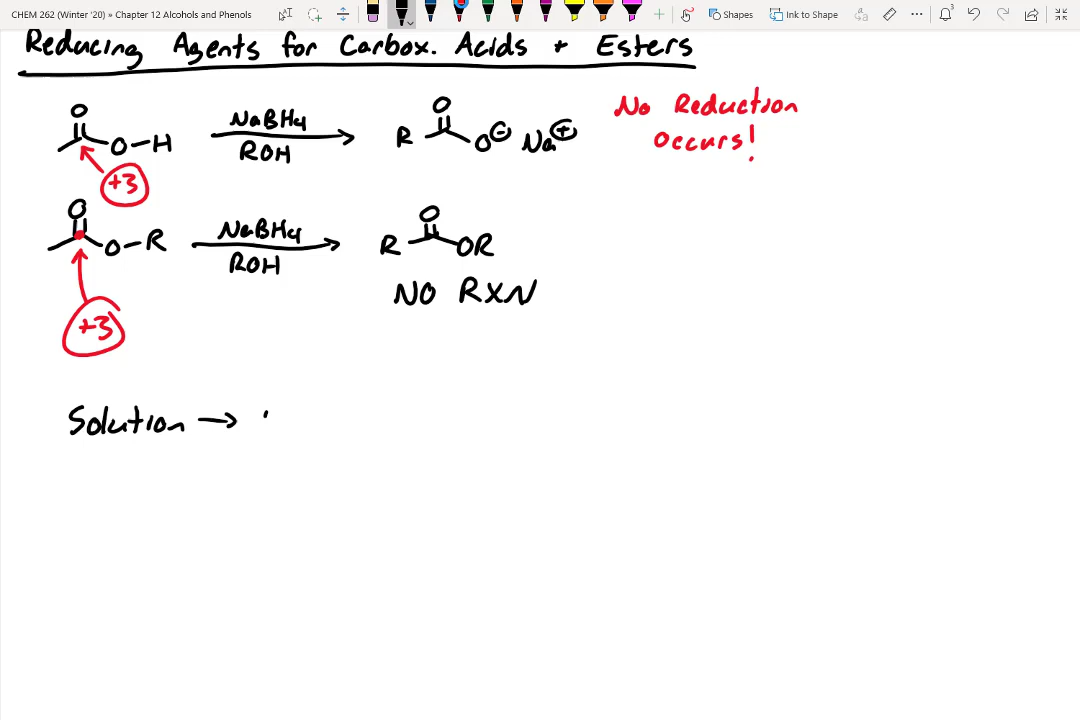 CHEM 262 (Winter '20) » Chapter 12 Alcohols and Phenols
Shapes
Ink to Shape
3
Reducing Agents for Carbox. Acids + Esters
O
O-H
+3
NaBH4
ROH
O
R
O⊖ Na⊕
No Reduction
Occurs!
O
O-R
+3
NaBH4
ROH
O
R
OR
NO RXN
Solution →